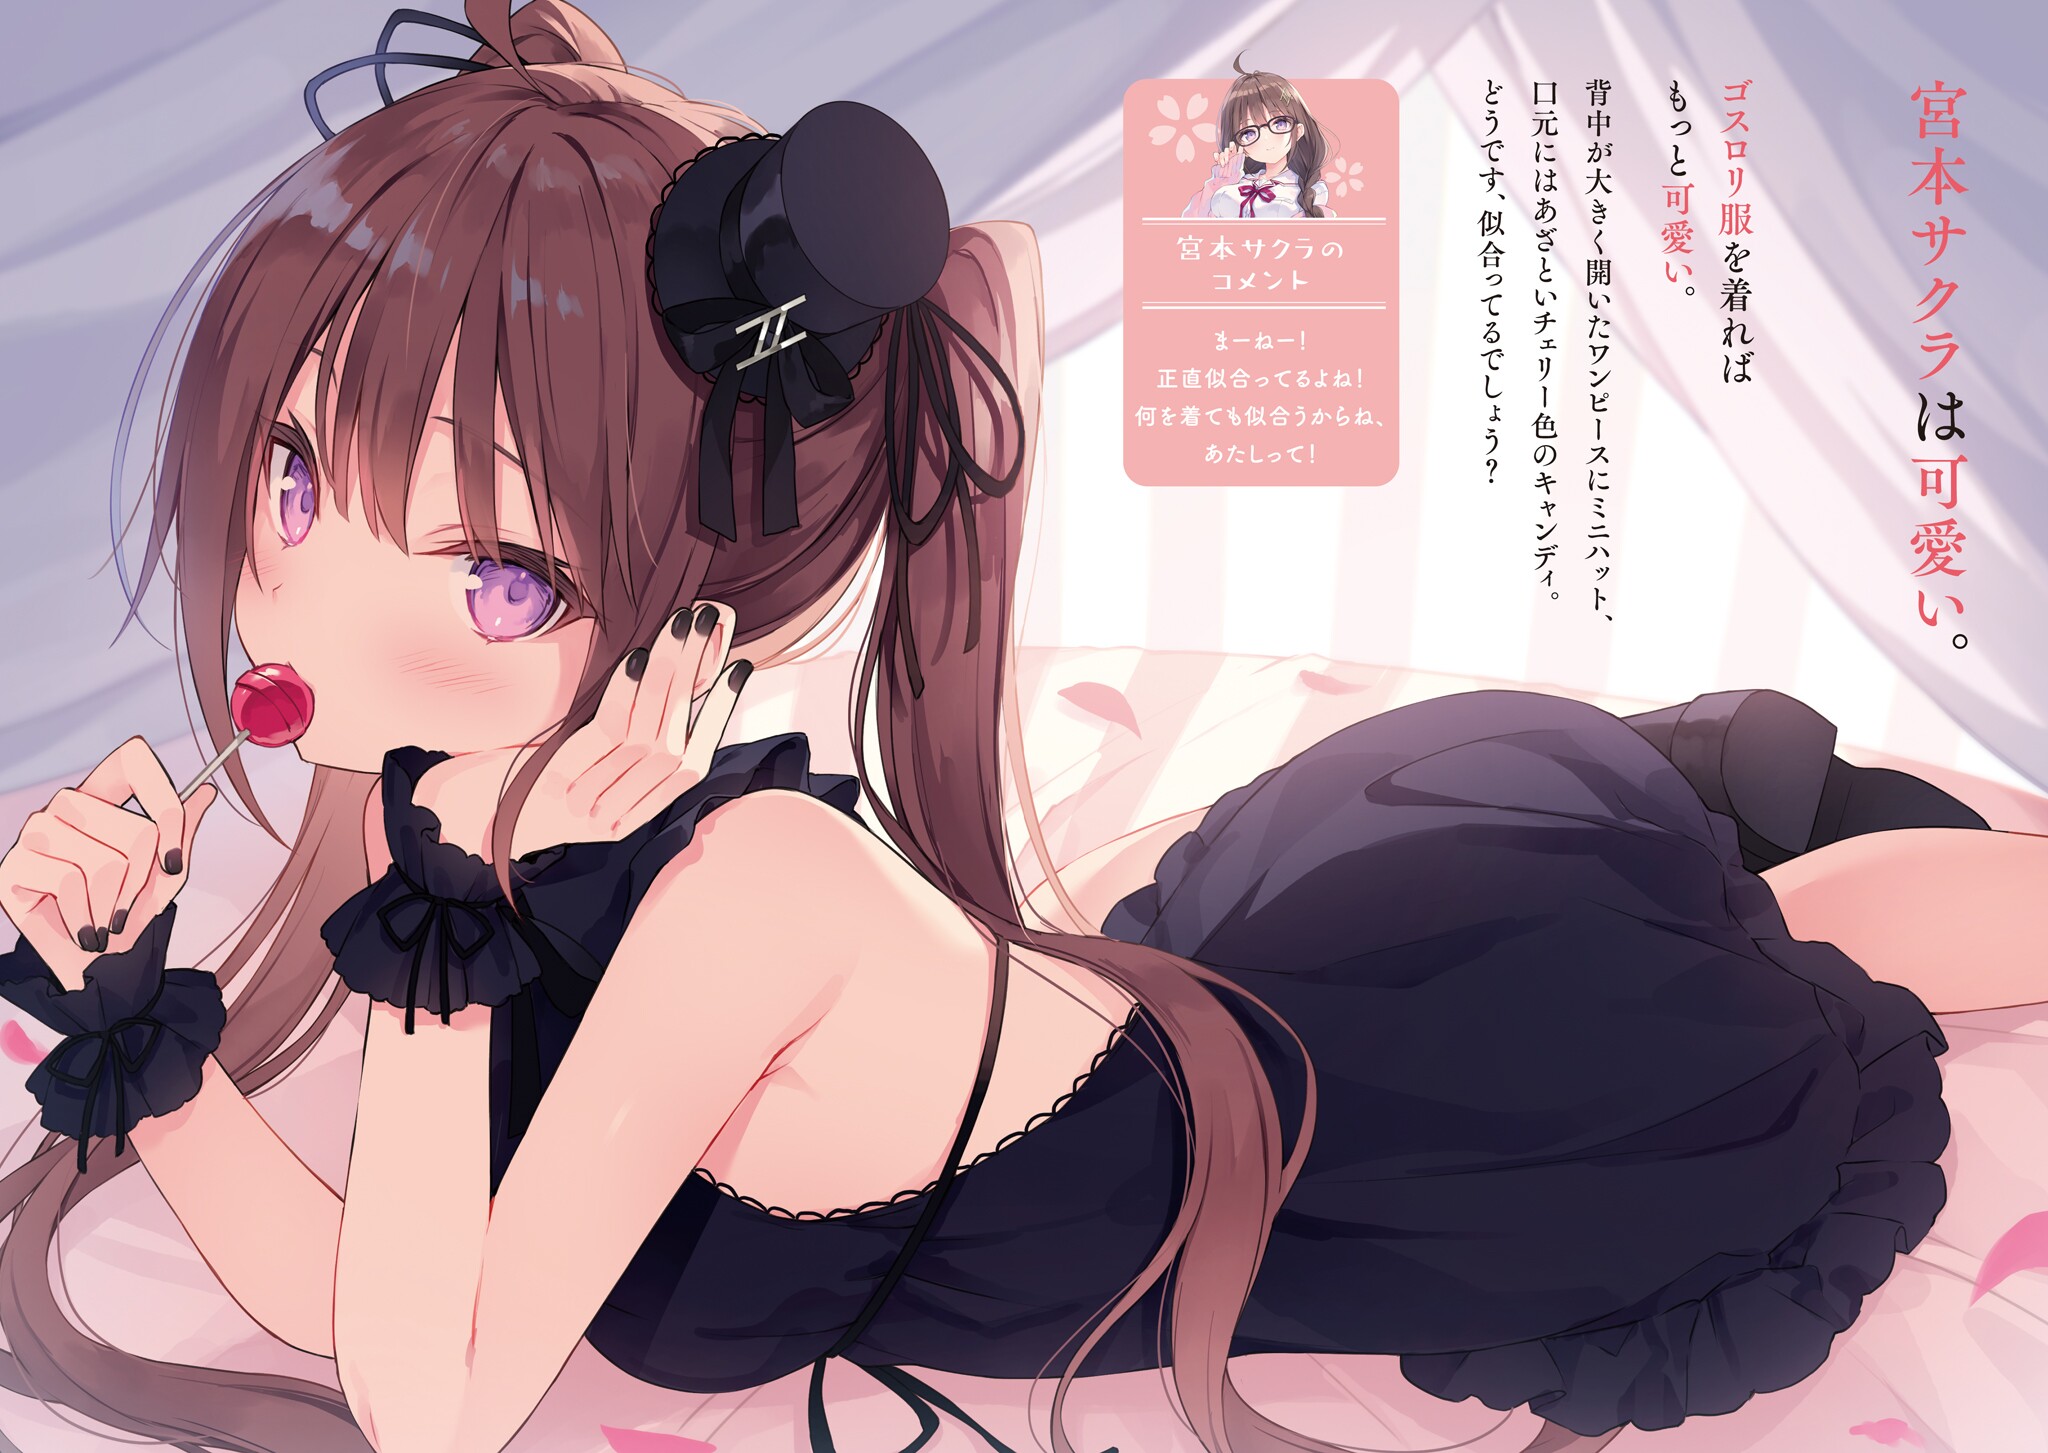 宮本サクラは可愛い。
ゴスロリ服を着れば
もっと可愛い。
背中が大きく開いたワンピースにミニハット、
口元にはあざといチェリー色のキャンディ。
どうです、似合ってるでしょう？
宮本サクラの
コメント
まーねー！
正直似合ってるよね！
何を着ても似合うからね、
あたしって！